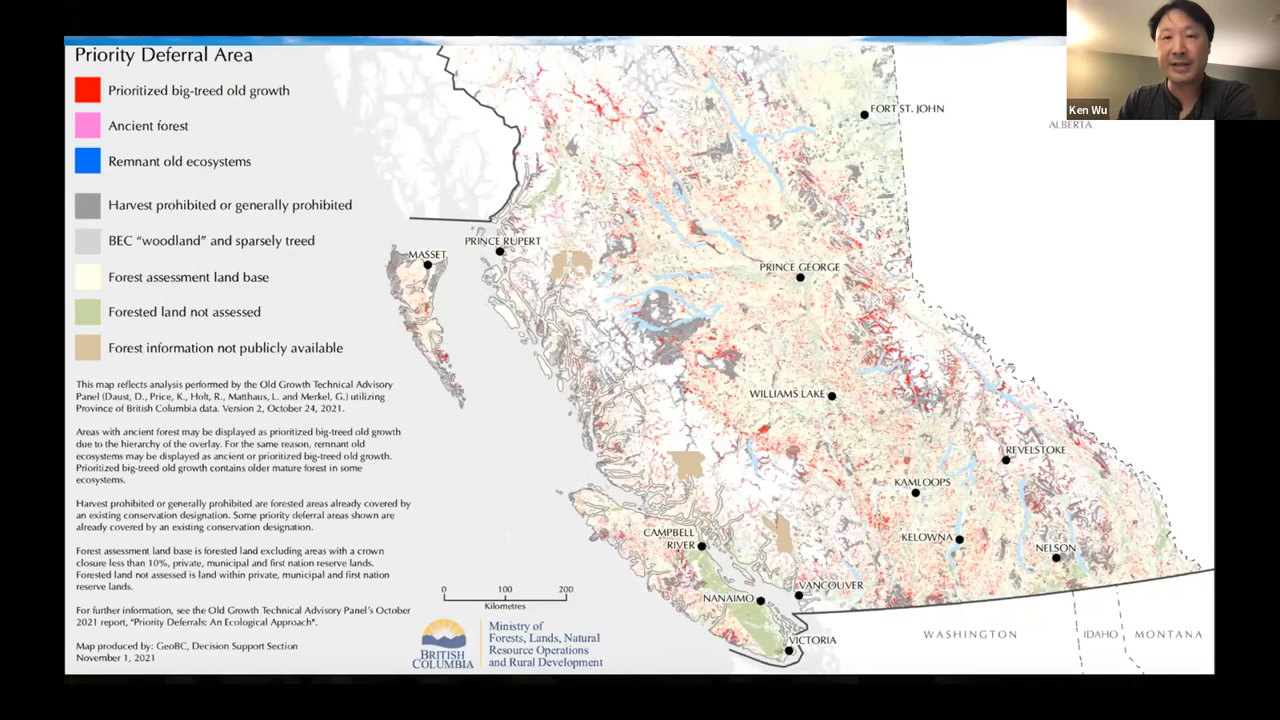 Priority Deferral Area
Prioritized big-treed old growth
Ancient forest
Remnant old ecosystems
Harvest prohibited or generally prohibited
BEC "woodland" and sparsely treed
Forest assessment land base
Forested land not assessed
Forest information not publicly available
This map reflects analysis performed by the Old Growth Technical Advisory
Panel (Daust, D., Price, K., Holt, R., Matthaus, L. and Merkel, G.) utilizing
Province of British Columbia data. Version 2, October 24, 2021.
Areas with ancient forest may be displayed as prioritized big-treed old growth
due to the hierarchy of the overlay. For the same reason, remnant old
ecosystems may be displayed as ancient or prioritized big-treed old growth.
Prioritized big-treed old growth contains older mature forest in some
ecosystems.
Harvest prohibited or generally prohibited are forested areas already covered by
an existing conservation designation. Some priority deferral areas shown are
already covered by an existing conservation designation.
Forest assessment land base is forested land excluding areas with a crown
closure less than 10%, private, municipal and first nation reserve lands.
Forested land not assessed is land within private, municipal and first nation
reserve lands.
For further information, see the Old Growth Technical Advisory Panel's October
2021 report, "Priority Deferrals: An Ecological Approach".
Map produced by: GeoBC, Decision Support Section
November 1, 2021
0 100 200
Kilometres
BRITISH
COLUMBIA
Ministry of
Forests, Lands, Natural
Resource Operations
and Rural Development
Ken Wu
ALBERTA
FORT ST. JOHN
PRINCE RUPERT
MASSET
PRINCE GEORGE
WILLIAMS LAKE
REVELSTOKE
KAMLOOPS
CAMPBELL
RIVER
KELOWNA
NELSON
VANCOUVER
NANAIMO
VICTORIA
WASHINGTON
IDAHO
MONTANA